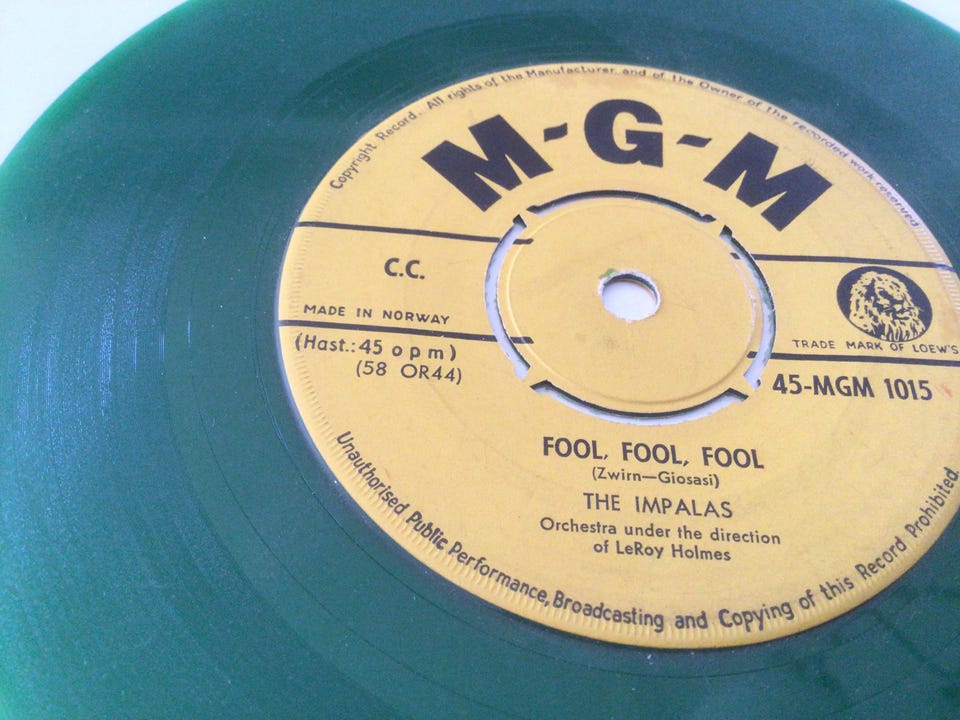 Copyright Record. All rights of the Manufacturer and of the Owner of the recorded work reserved
M-G-M
C.C.
MADE IN NORWAY
(Hast.: 45 o p m)
(58 OR44)
TRADE MARK OF LOEW'S
45-MGM 1015
FOOL, FOOL, FOOL
(Zwirn—Giosasi)
THE IMPALAS
Orchestra under the direction
of LeRoy Holmes
Unauthorised Public Performance, Broadcasting and Copying of this Record Prohibited.